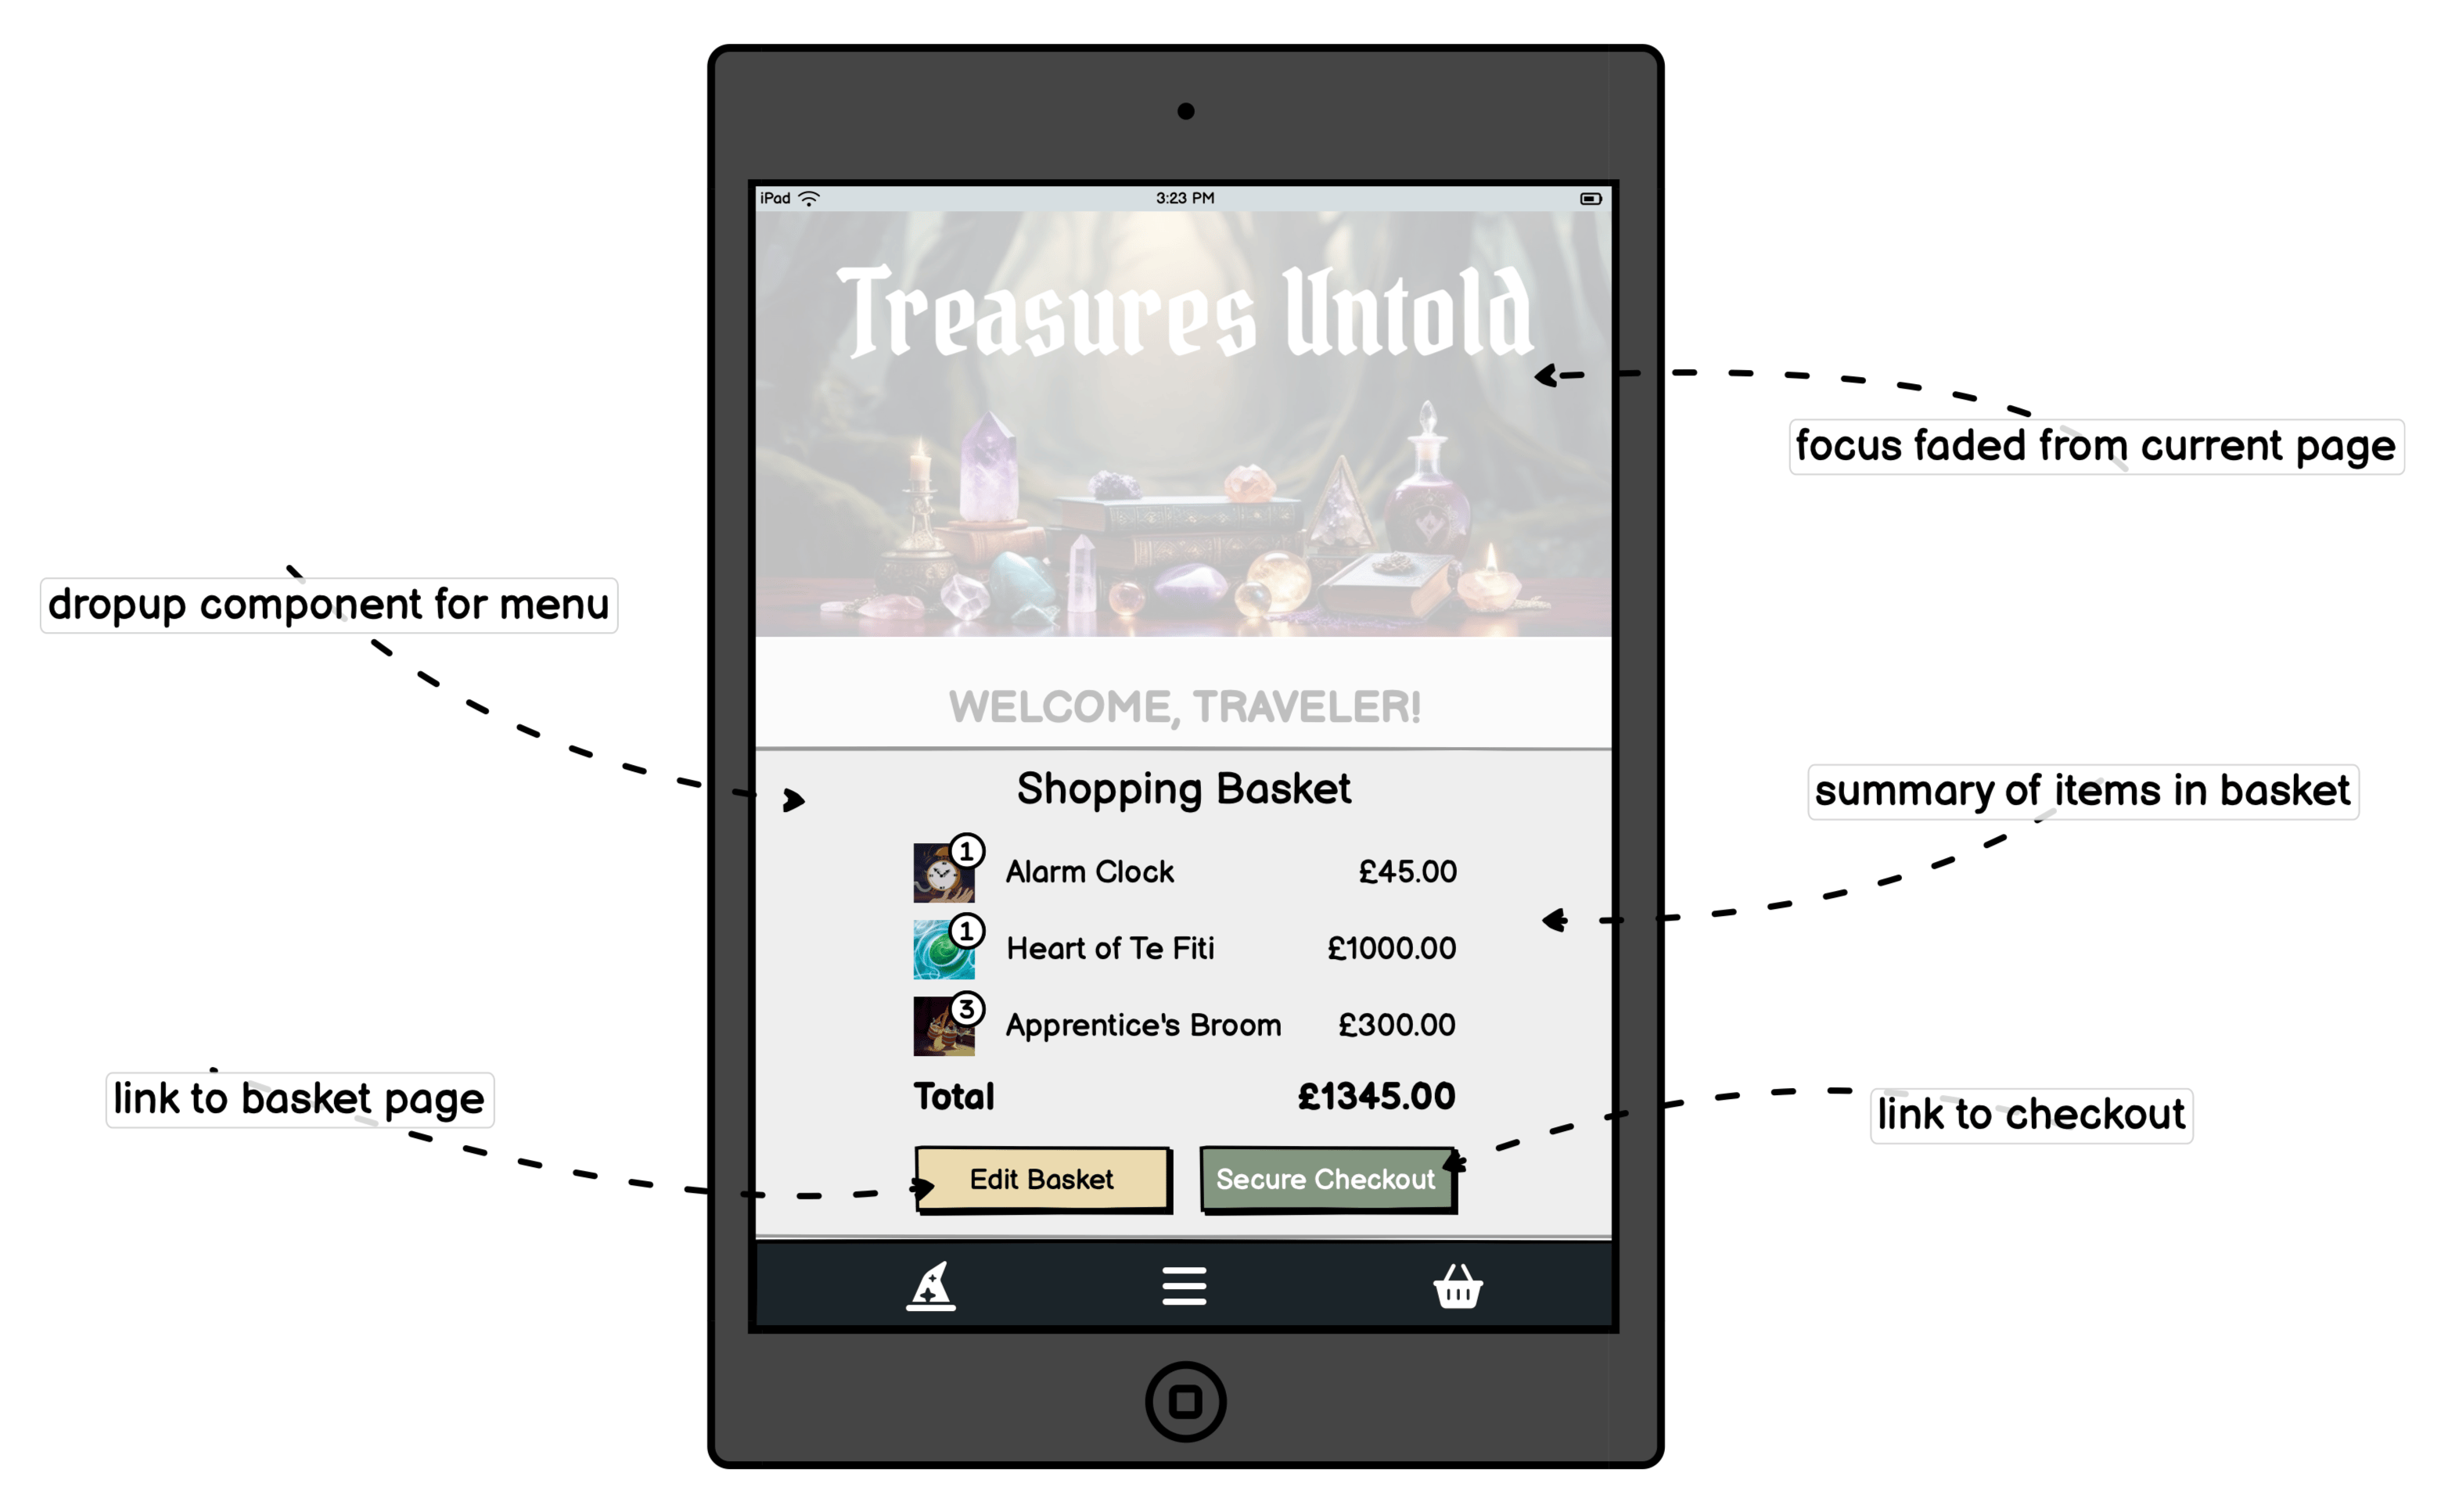 iPad
3:23 PM
Treasures Untold
focus faded from current page
dropup component for menu
WELCOME, TRAVELER!
Shopping Basket
summary of items in basket
1
Alarm Clock £45.00
1
Heart of Te Fiti £1000.00
3
Apprentice's Broom £300.00
Total £1345.00
link to basket page
link to checkout
Edit Basket
Secure Checkout